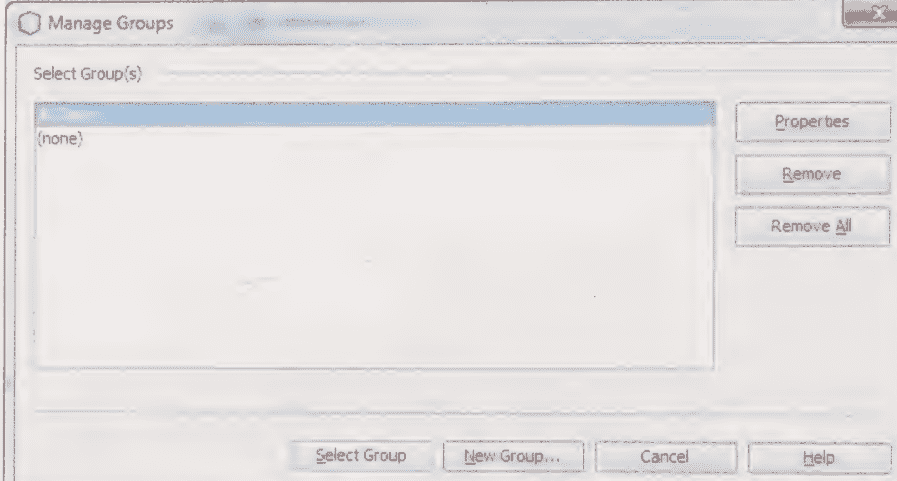 Manage Groups
Select Group(s)
(none)
Properties
Remove
Remove All
Select Group
New Group...
Cancel
Help